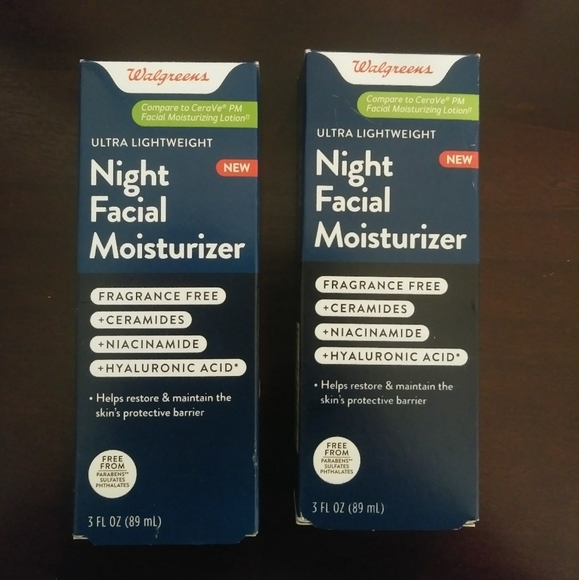 Walgreens
Compare to CeraVe® PM
Facial Moisturizing Lotion††
ULTRA LIGHTWEIGHT
NEW
Night
Facial
Moisturizer
FRAGRANCE FREE
+CERAMIDES
+NIACINAMIDE
+HYALURONIC ACID*
• Helps restore & maintain the
skin's protective barrier
FREE
FROM
PARABENS**
SULFATES
PHTHALATES
3 FL OZ (89 mL)
Walgreens
Compare to CeraVe® PM
Facial Moisturizing Lotion††
ULTRA LIGHTWEIGHT
NEW
Night
Facial
Moisturizer
FRAGRANCE FREE
+CERAMIDES
+NIACINAMIDE
+HYALURONIC ACID*
• Helps restore & maintain the
skin's protective barrier
FREE
FROM
PARABENS**
SULFATES
PHTHALATES
3 FL OZ (89 mL)